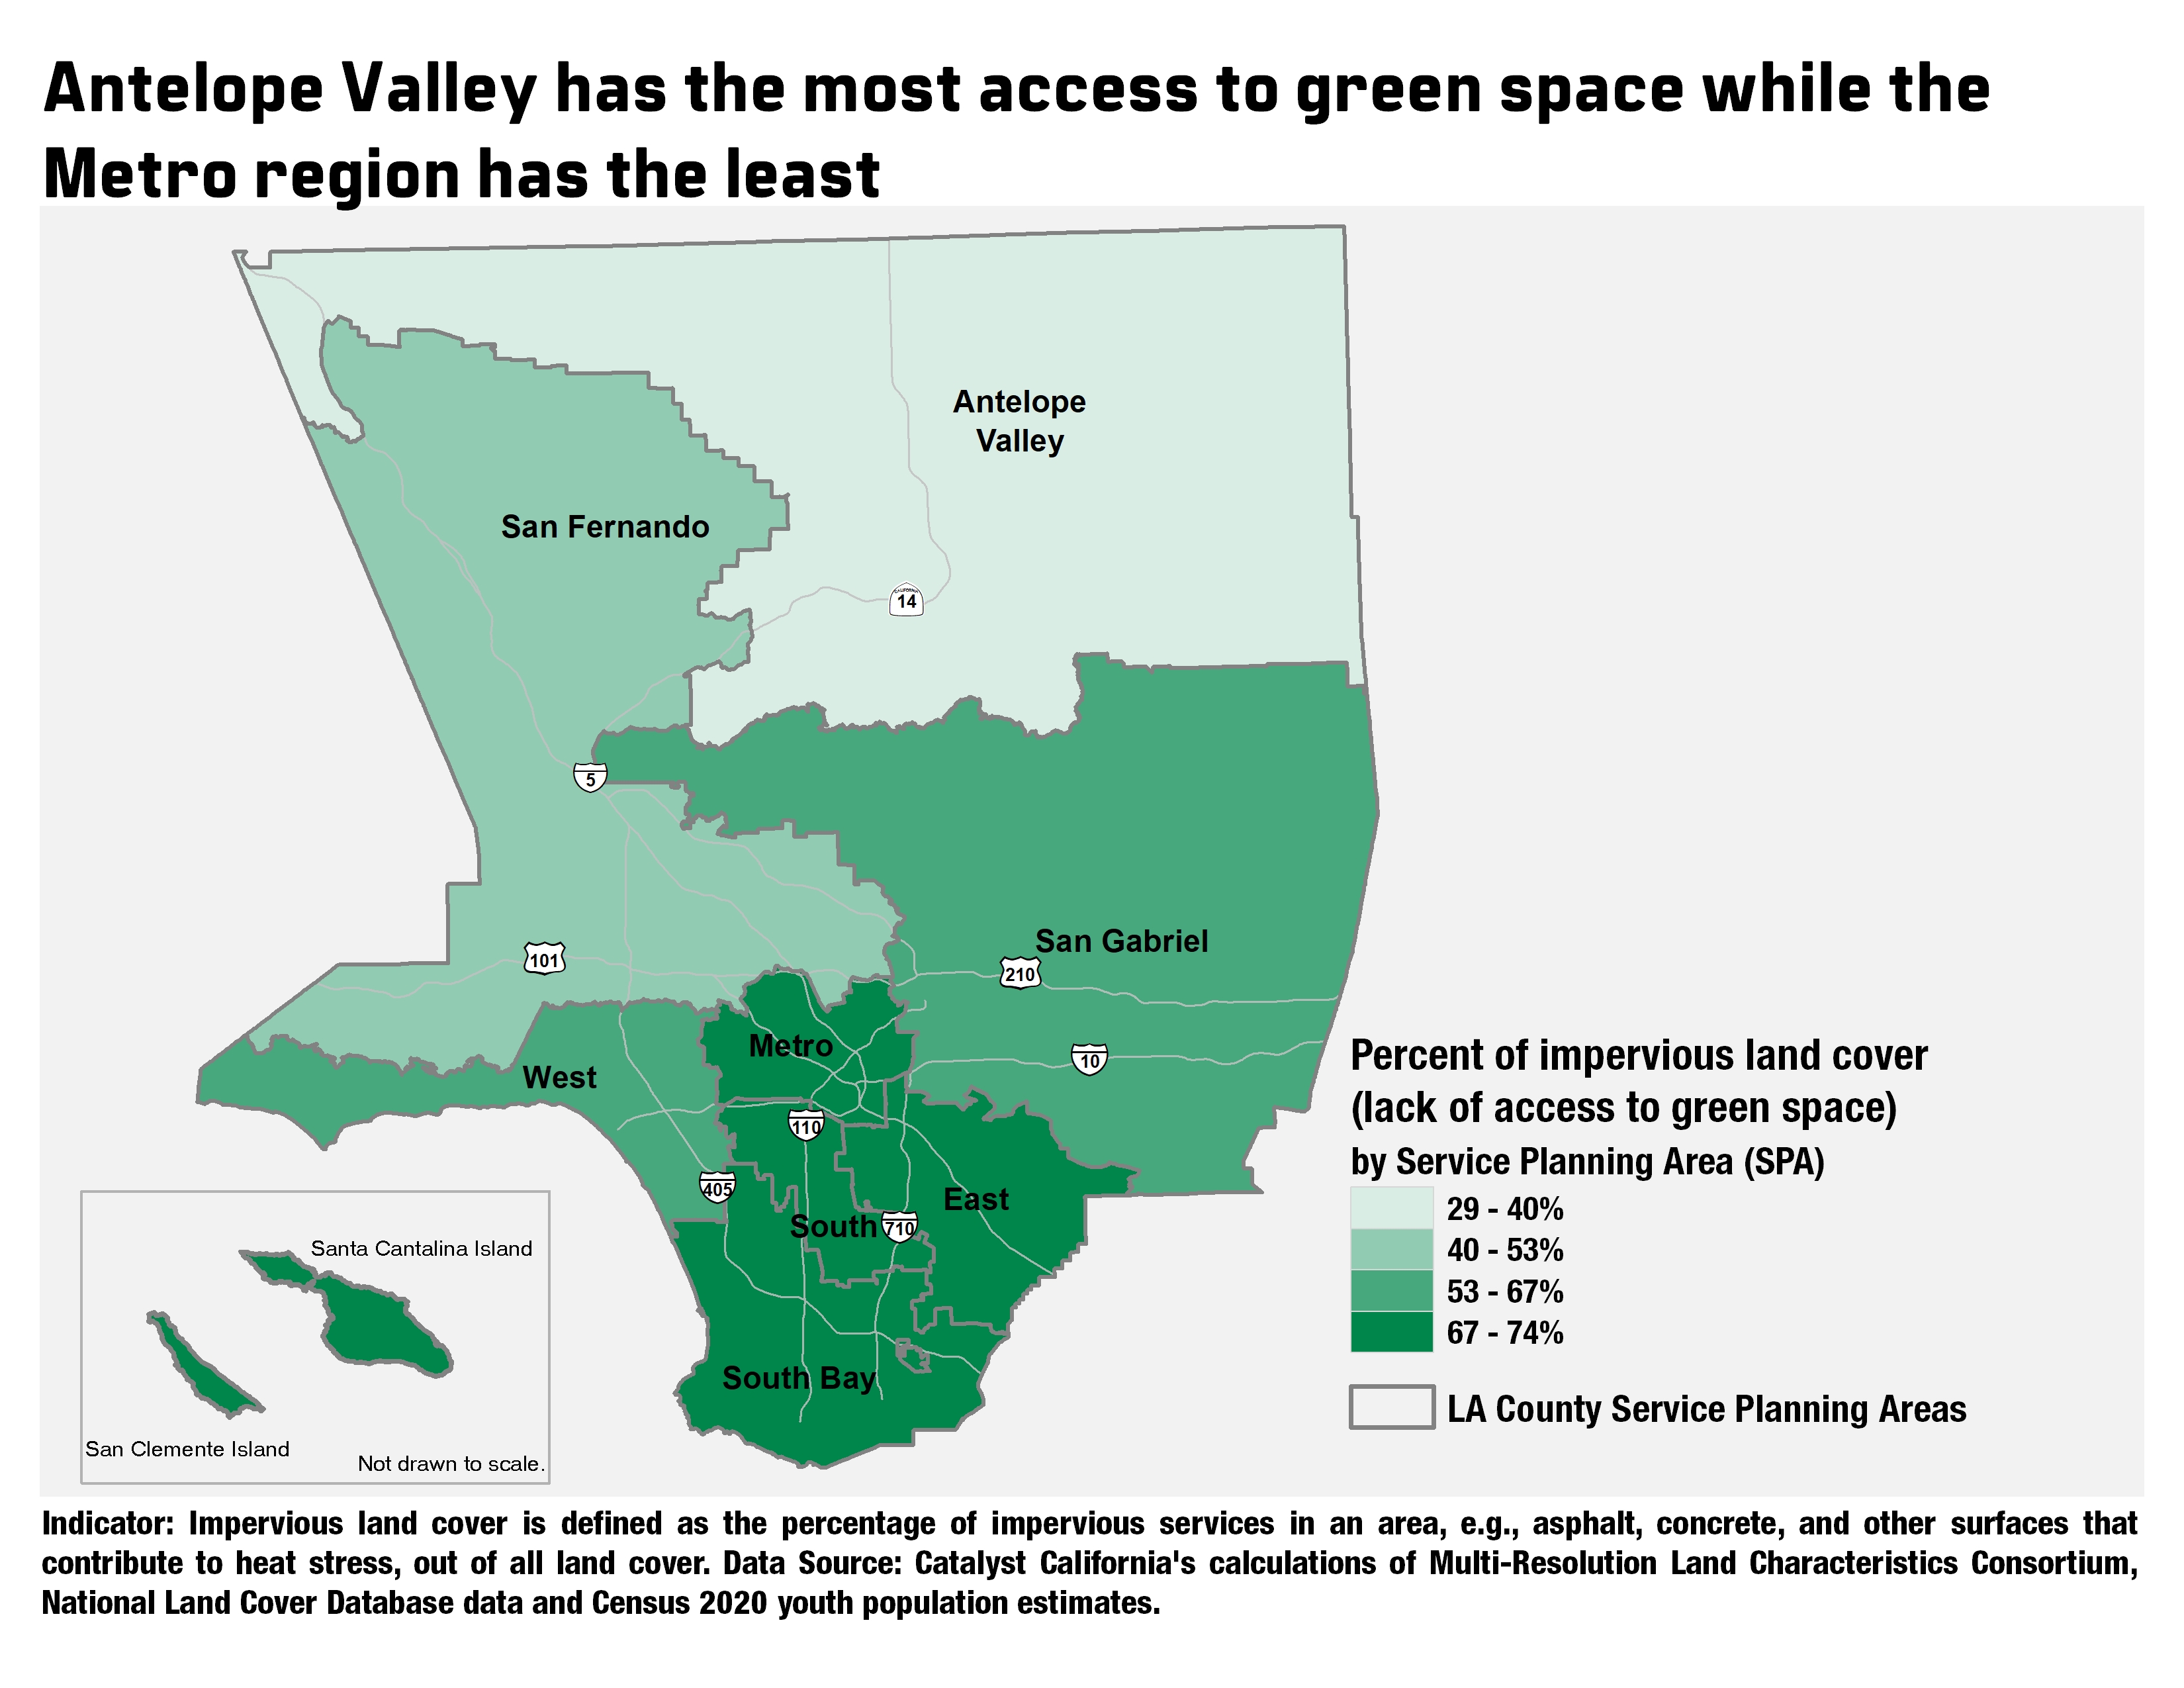 Antelope Valley has the most access to green space while the
Metro region has the least
Antelope
Valley
San Fernando
CALIFORNIA
14
5
San Gabriel
101
210
Metro
10
West
110
405
East
South
710
South Bay
Santa Cantalina Island
San Clemente Island
Not drawn to scale.
Percent of impervious land cover
(lack of access to green space)
by Service Planning Area (SPA)
29 - 40%
40 - 53%
53 - 67%
67 - 74%
LA County Service Planning Areas
Indicator: Impervious land cover is defined as the percentage of impervious services in an area, e.g., asphalt, concrete, and other surfaces that
contribute to heat stress, out of all land cover. Data Source: Catalyst California's calculations of Multi-Resolution Land Characteristics Consortium,
National Land Cover Database data and Census 2020 youth population estimates.